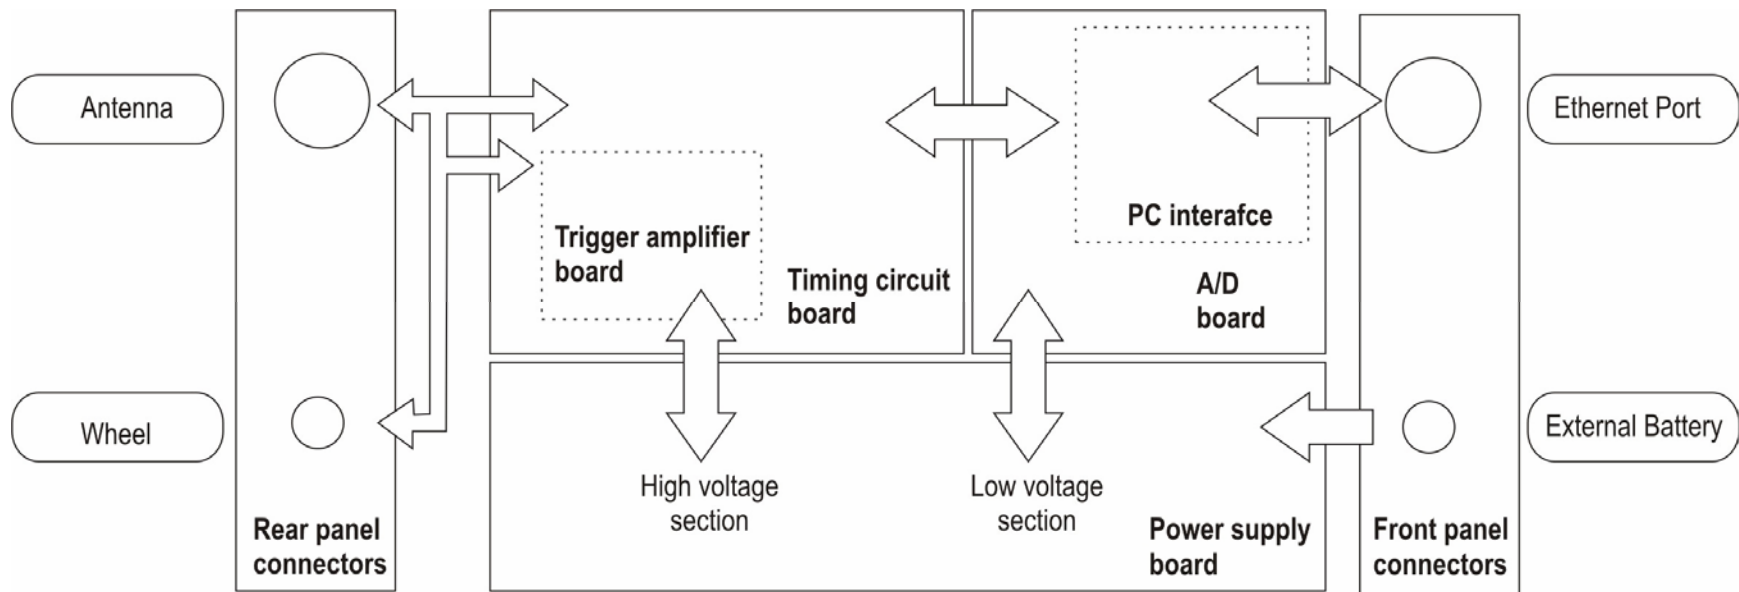 Antenna
Ethernet Port
PC interafce
Trigger amplifier
board
Timing circuit
board
A/D
board
Wheel
External Battery
High voltage
section
Low voltage
section
Rear panel
connectors
Power supply
board
Front panel
connectors